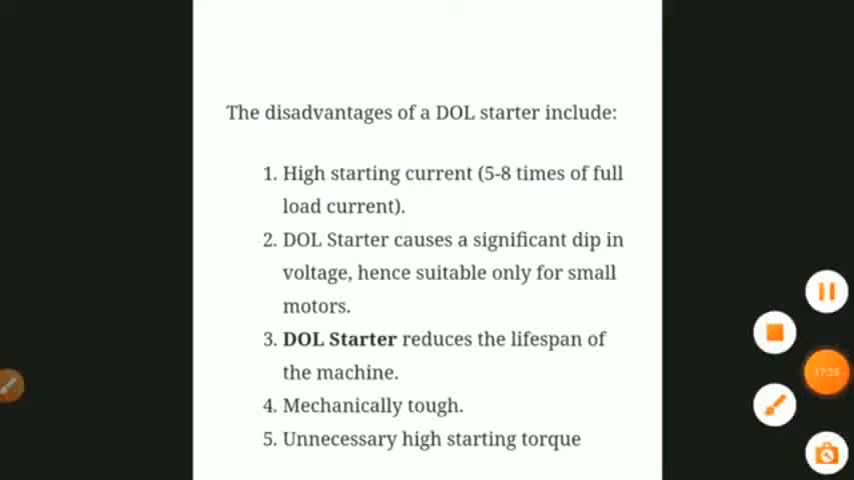 The disadvantages of a DOL starter include:
1. High starting current (5-8 times of full
load current).
2. DOL Starter causes a significant dip in
voltage, hence suitable only for small
motors.
3. DOL Starter reduces the lifespan of
the machine.
4. Mechanically tough.
5. Unnecessary high starting torque